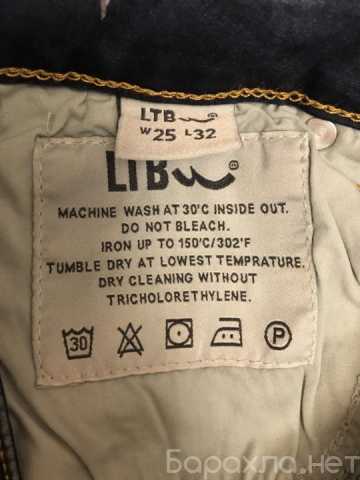 LTB
W25 L32
LTB
MACHINE WASH AT 30°C INSIDE OUT.
DO NOT BLEACH.
IRON UP TO 150°C/302°F
TUMBLE DRY AT LOWEST TEMPRATURE.
DRY CLEANING WITHOUT
TRICHOLORETHYLENE.
30 P
Барахла.нет